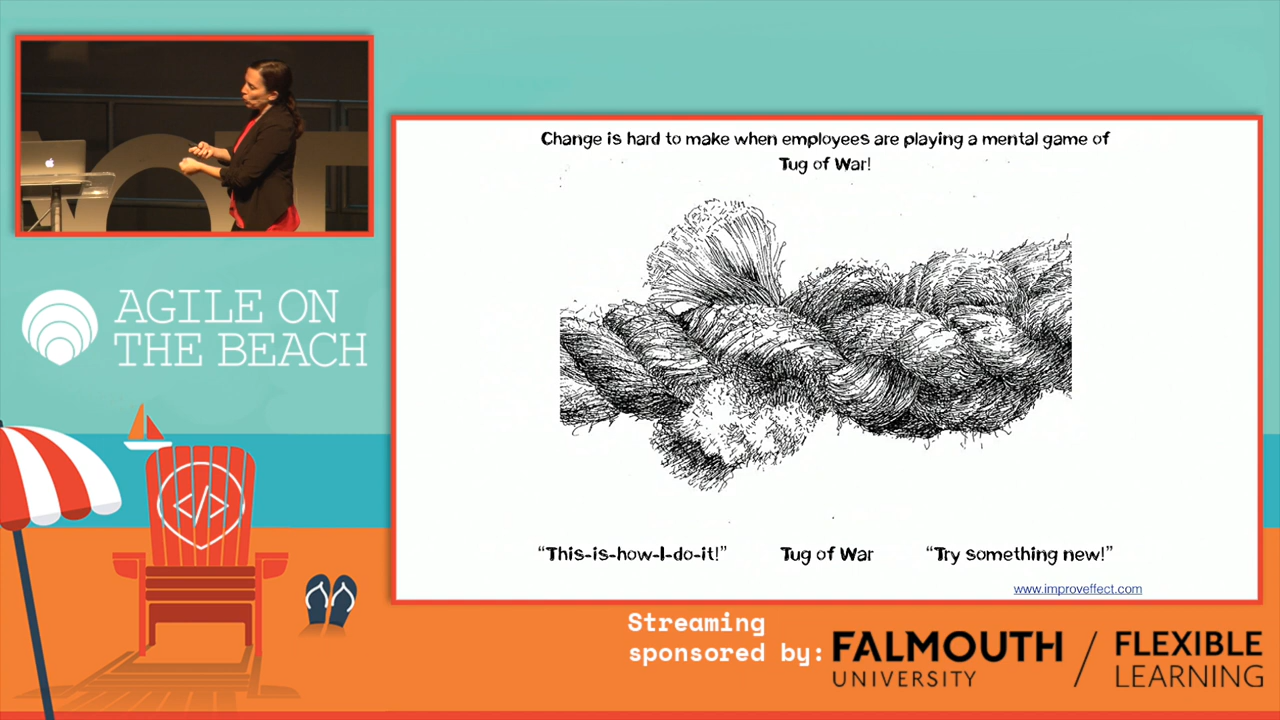 Change is hard to make when employees are playing a mental game of
Tug of War!
AGILE ON
THE BEACH
</>
“This-is-how-I-do-it!” Tug of War “Try something new!”
www.improveffect.com
Streaming
sponsored by:
FALMOUTH
UNIVERSITY
/
FLEXIBLE
LEARNING